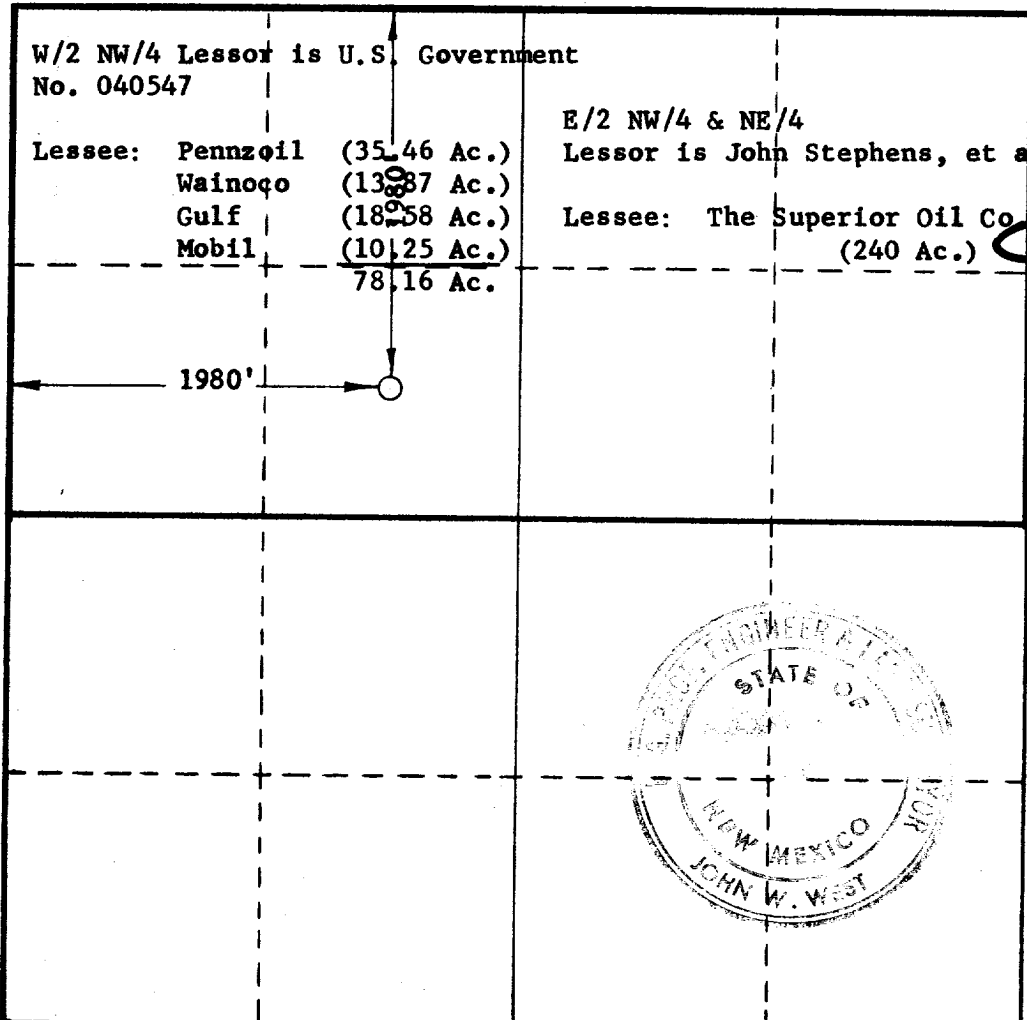 W/2 NW/4 Lessor is U.S. Government
No. 040547
Lessee: Pennzoil (35.46 Ac.)
Wainoco (13.87 Ac.)
Gulf (18.58 Ac.)
Mobil (10.25 Ac.)
78.16 Ac.
E/2 NW/4 & NE/4
Lessor is John Stephens, et a
Lessee: The Superior Oil Co
(240 Ac.)
1980'
1980'
ENGINEER &
STATE OF
NEW MEXICO
JOHN W. WEST